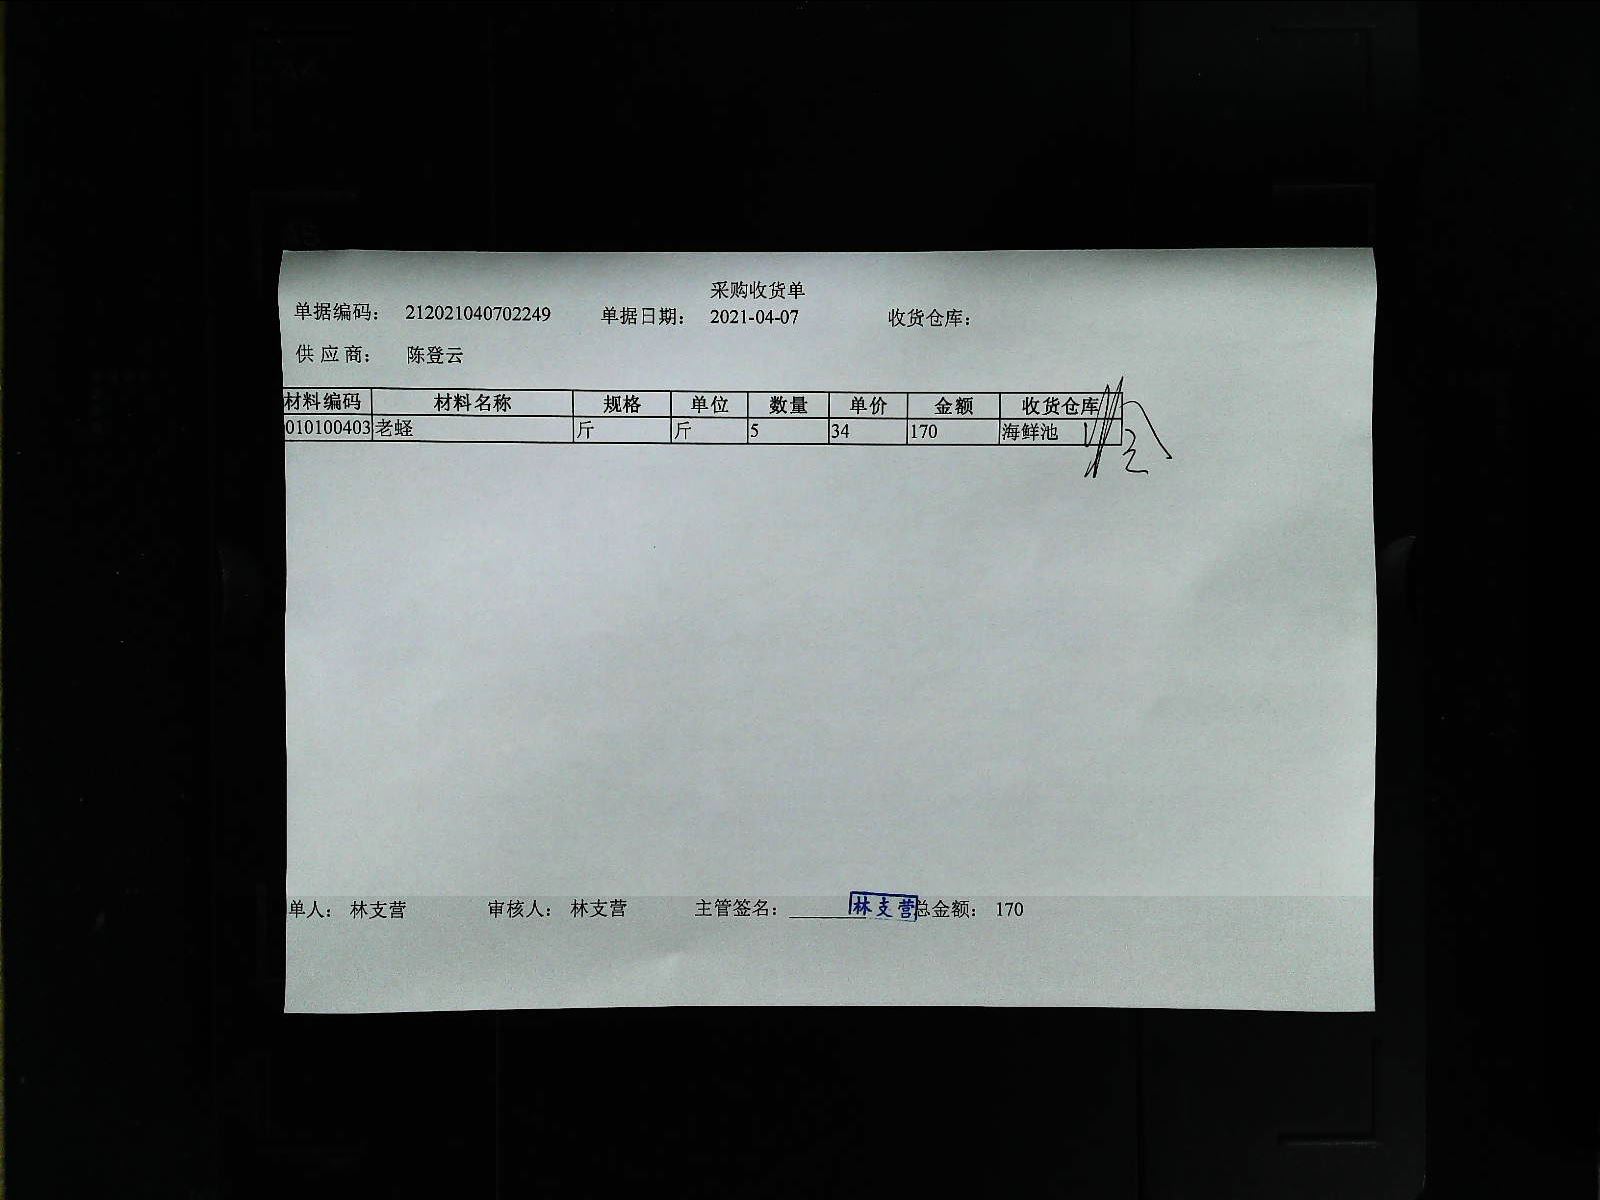 采购收货单
单据编码： 212021040702249 单据日期： 2021-04-07 收货仓库：
供 应 商： 陈登云
材料编码 材料名称 规格 单位 数量 单价 金额 收货仓库
010100403 老蛏 斤 斤 5 34 170 海鲜池
单人： 林支营 审核人： 林支营 主管签名： 林支营 总金额： 170